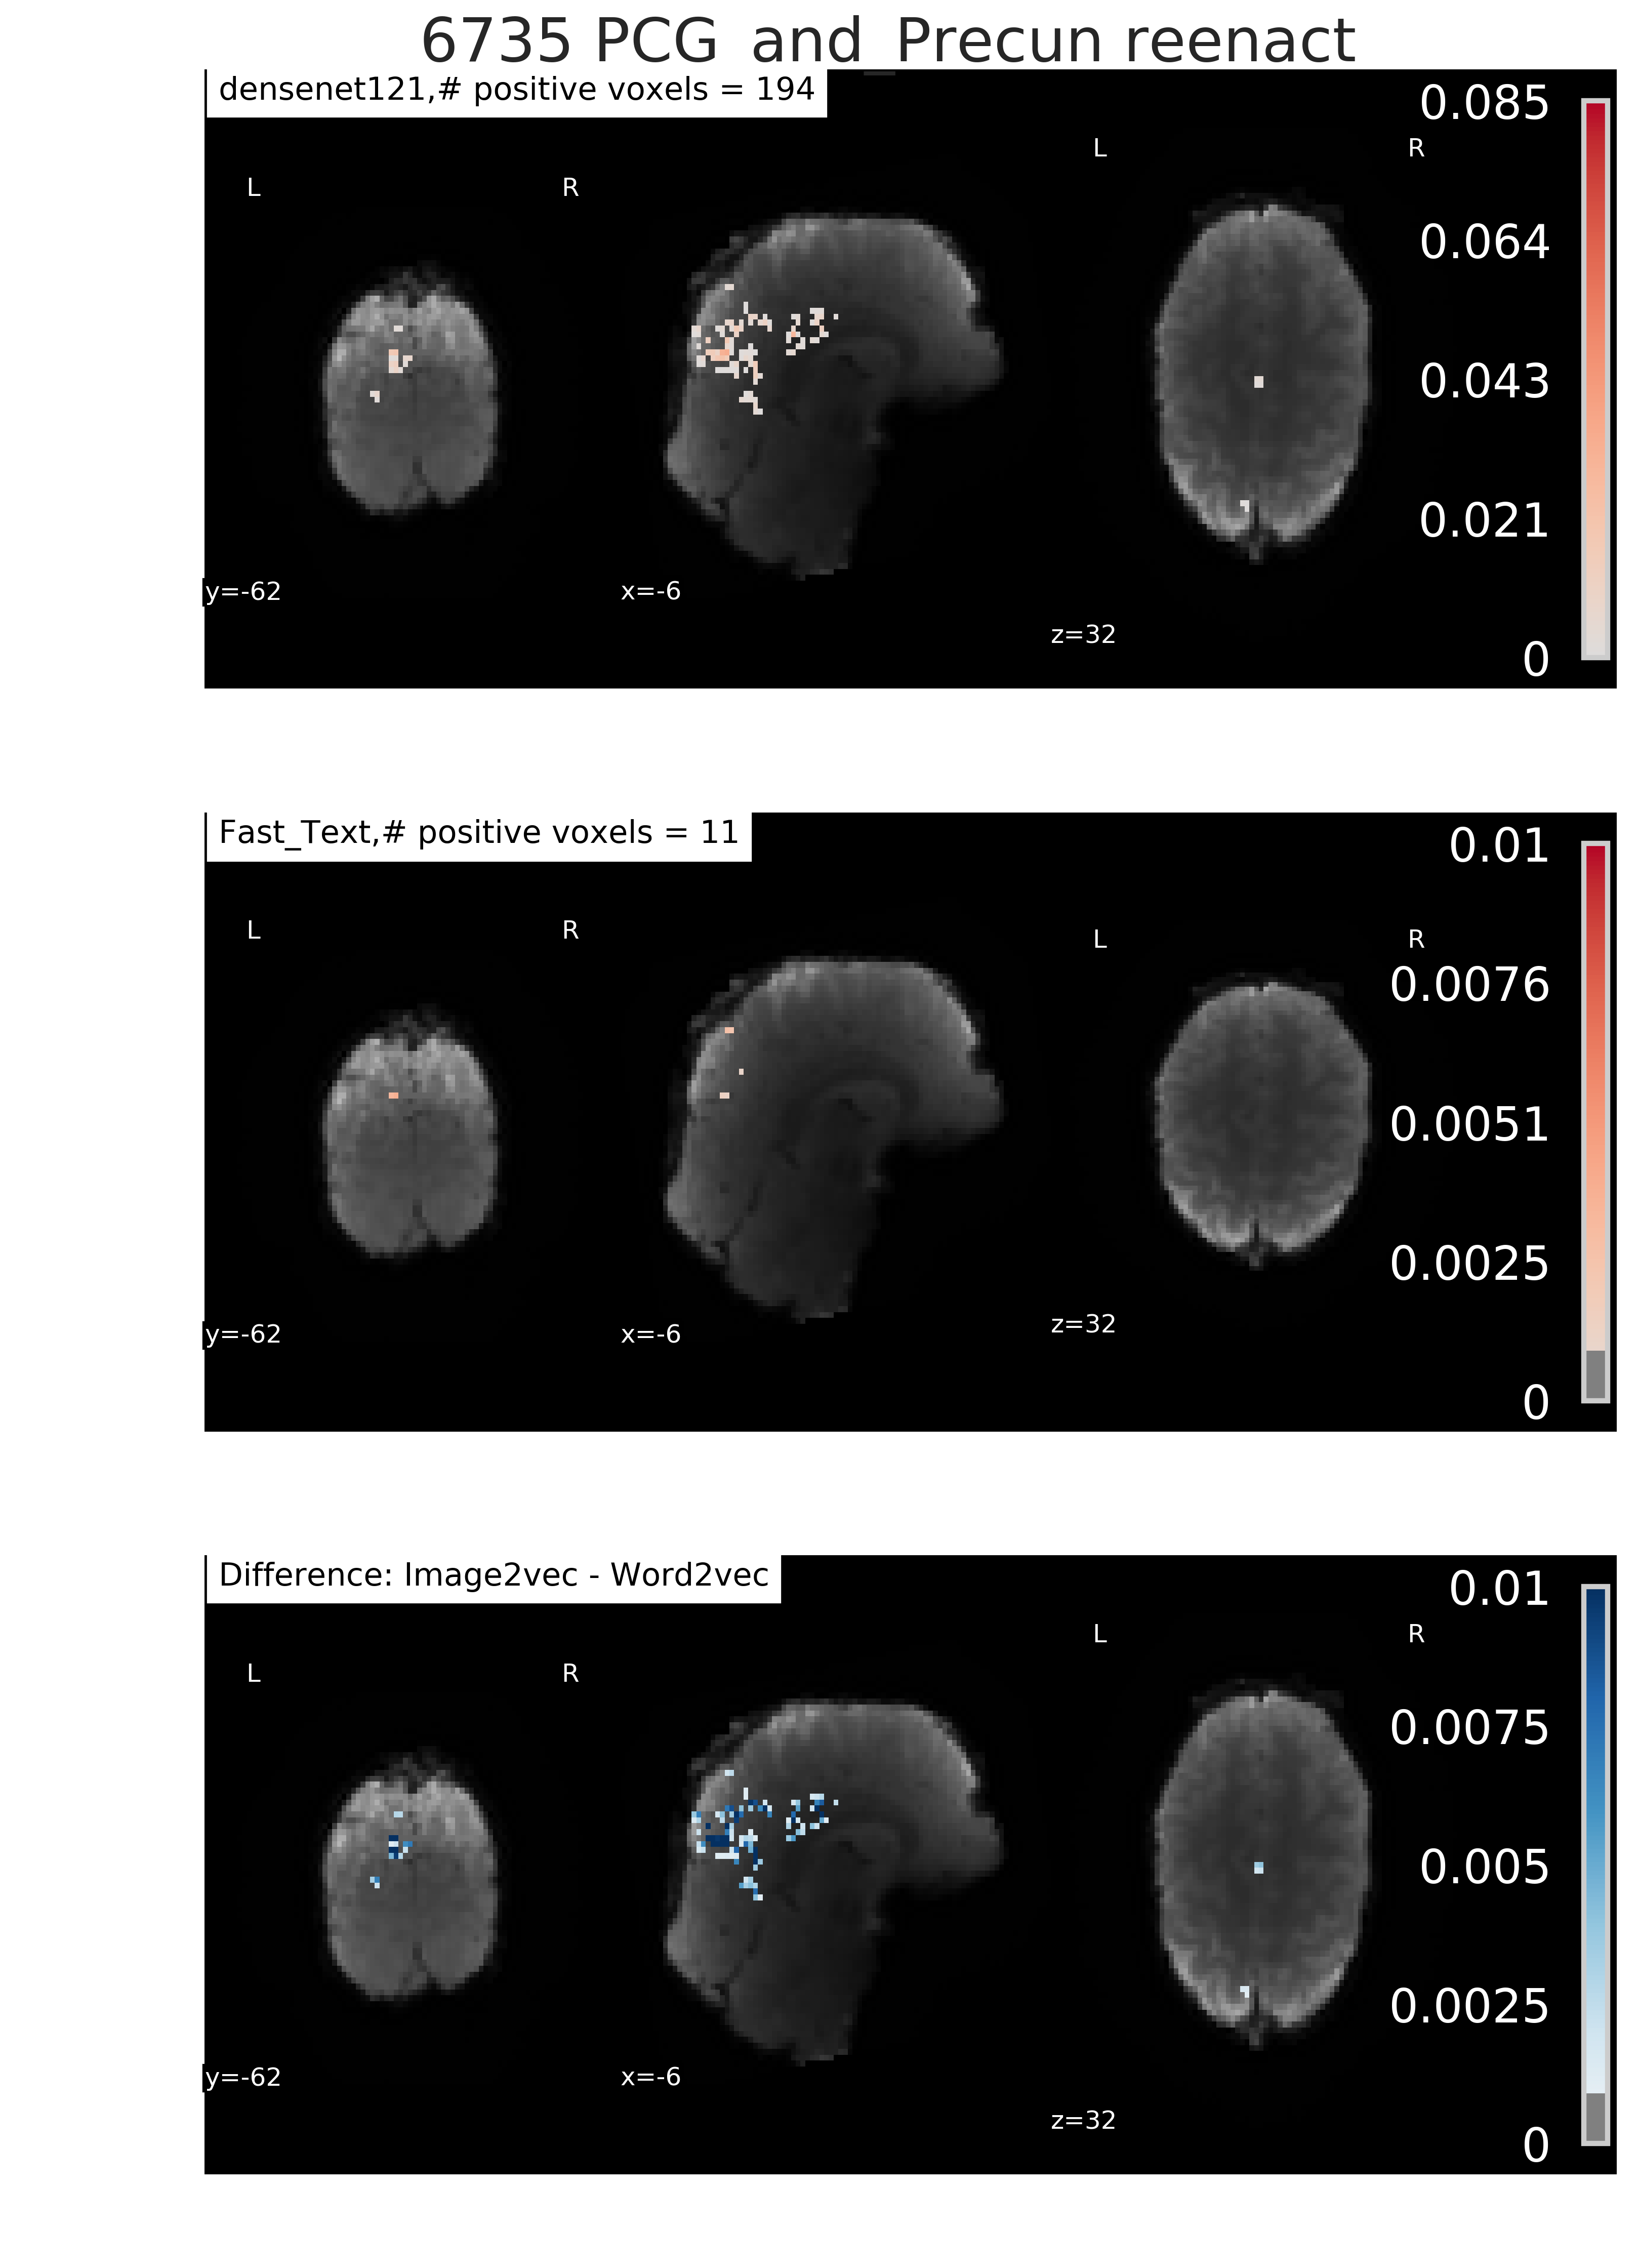 6735 PCG_and_Precun reenact
densenet121,# positive voxels = 194
0.085
L R
L R
0.064
0.043
0.021
y=-62 x=-6
z=32
0
Fast_Text,# positive voxels = 11
0.01
L R L R
0.0076
0.0051
0.0025
y=-62 x=-6 z=32
0
Difference: Image2vec - Word2vec
0.01
L R
L R
0.0075
0.005
0.0025
y=-62 x=-6
z=32
0